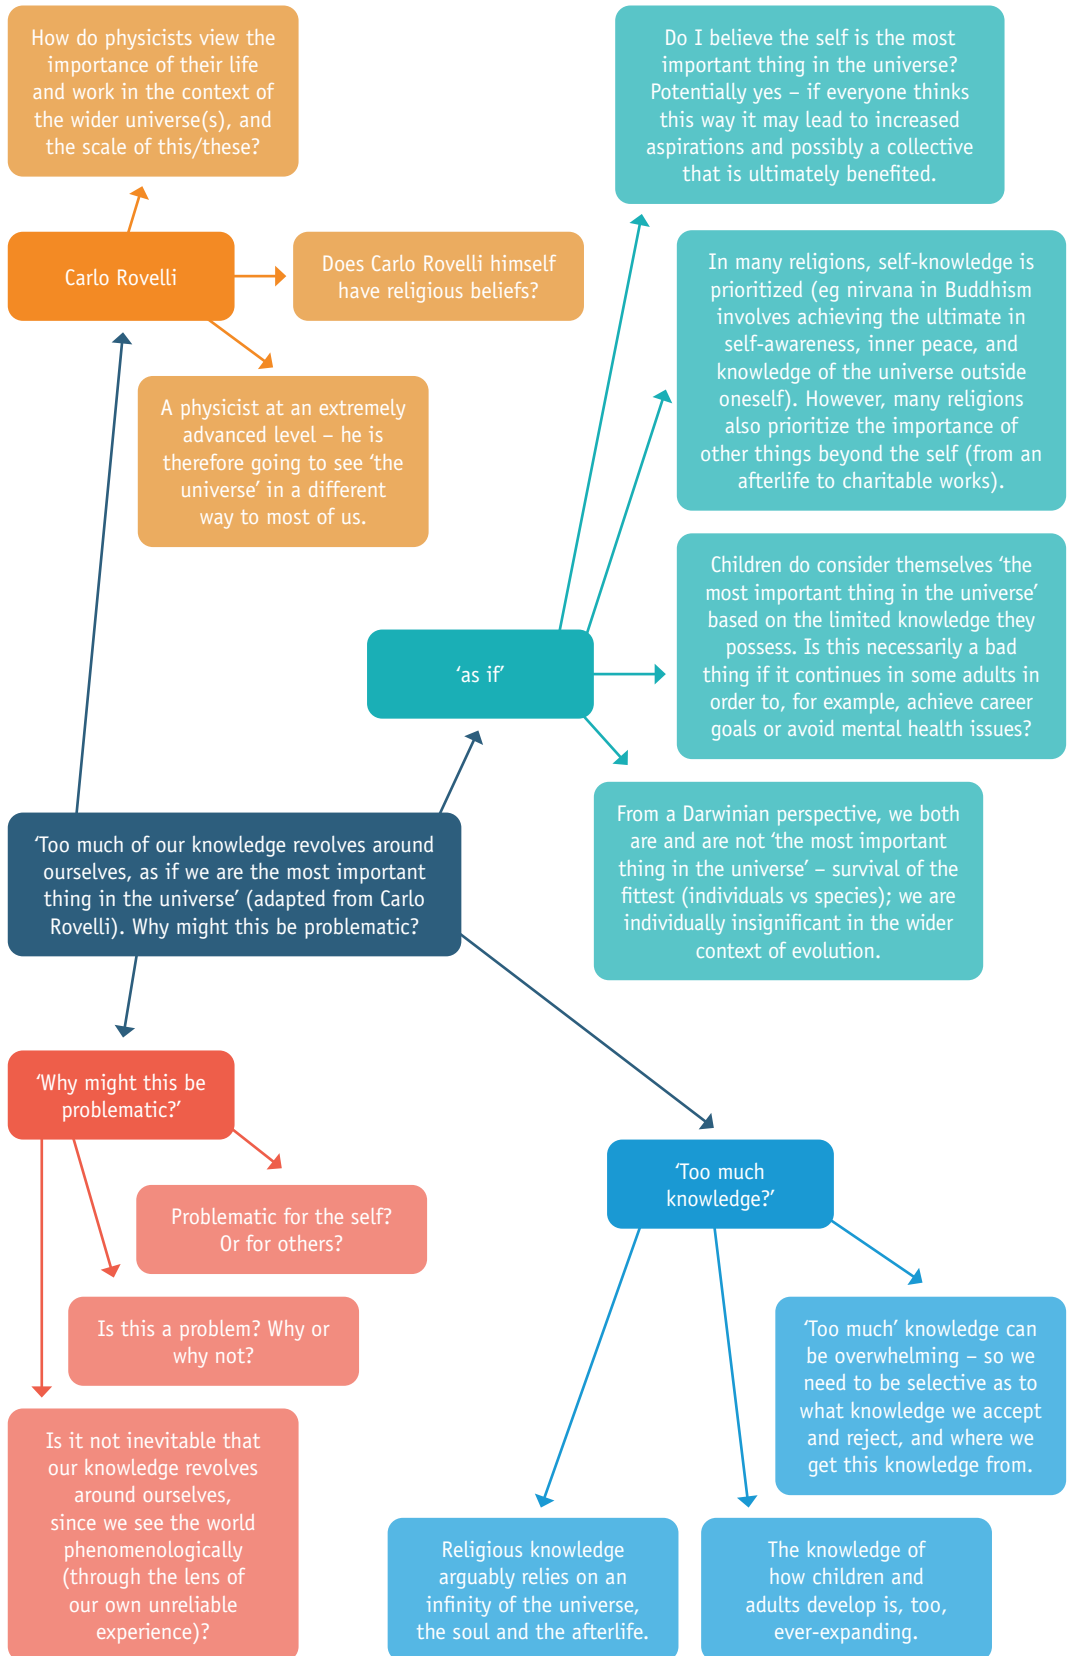 How do physicists view the
importance of their life
and work in the context of
the wider universe(s), and
the scale of this/these?
Carlo Rovelli
Does Carlo Rovelli himself
have religious beliefs?
A physicist at an extremely
advanced level – he is
therefore going to see ‘the
universe’ in a different
way to most of us.
Do I believe the self is the most
important thing in the universe?
Potentially yes – if everyone thinks
this way it may lead to increased
aspirations and possibly a collective
that is ultimately benefited.
In many religions, self-knowledge is
prioritized (eg nirvana in Buddhism
involves achieving the ultimate in
self-awareness, inner peace, and
knowledge of the universe outside
oneself). However, many religions
also prioritize the importance of
other things beyond the self (from an
afterlife to charitable works).
Children do consider themselves ‘the
most important thing in the universe’
based on the limited knowledge they
possess. Is this necessarily a bad
thing if it continues in some adults in
order to, for example, achieve career
goals or avoid mental health issues?
‘as if’
From a Darwinian perspective, we both
are and are not ‘the most important
thing in the universe’ – survival of the
fittest (individuals vs species); we are
individually insignificant in the wider
context of evolution.
‘Too much of our knowledge revolves around
ourselves, as if we are the most important
thing in the universe’ (adapted from Carlo
Rovelli). Why might this be problematic?
‘Why might this be
problematic?’
Problematic for the self?
Or for others?
Is this a problem? Why or
why not?
Is it not inevitable that
our knowledge revolves
around ourselves,
since we see the world
phenomenologically
(through the lens of
our own unreliable
experience)?
‘Too much
knowledge?’
‘Too much’ knowledge can
be overwhelming – so we
need to be selective as to
what knowledge we accept
and reject, and where we
get this knowledge from.
Religious knowledge
arguably relies on an
infinity of the universe,
the soul and the afterlife.
The knowledge of
how children and
adults develop is, too,
ever-expanding.